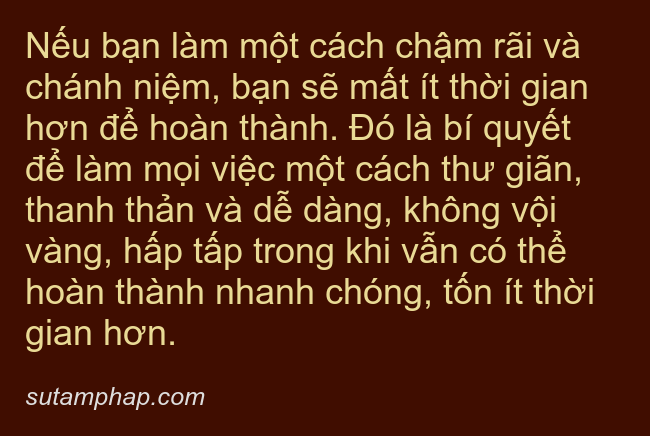 Nếu bạn làm một cách chậm rãi và
chánh niệm, bạn sẽ mất ít thời gian
hơn để hoàn thành. Đó là bí quyết
để làm mọi việc một cách thư giãn,
thanh thản và dễ dàng, không vội
vàng, hấp tấp trong khi vẫn có thể
hoàn thành nhanh chóng, tốn ít thời
gian hơn.
sutamphap.com